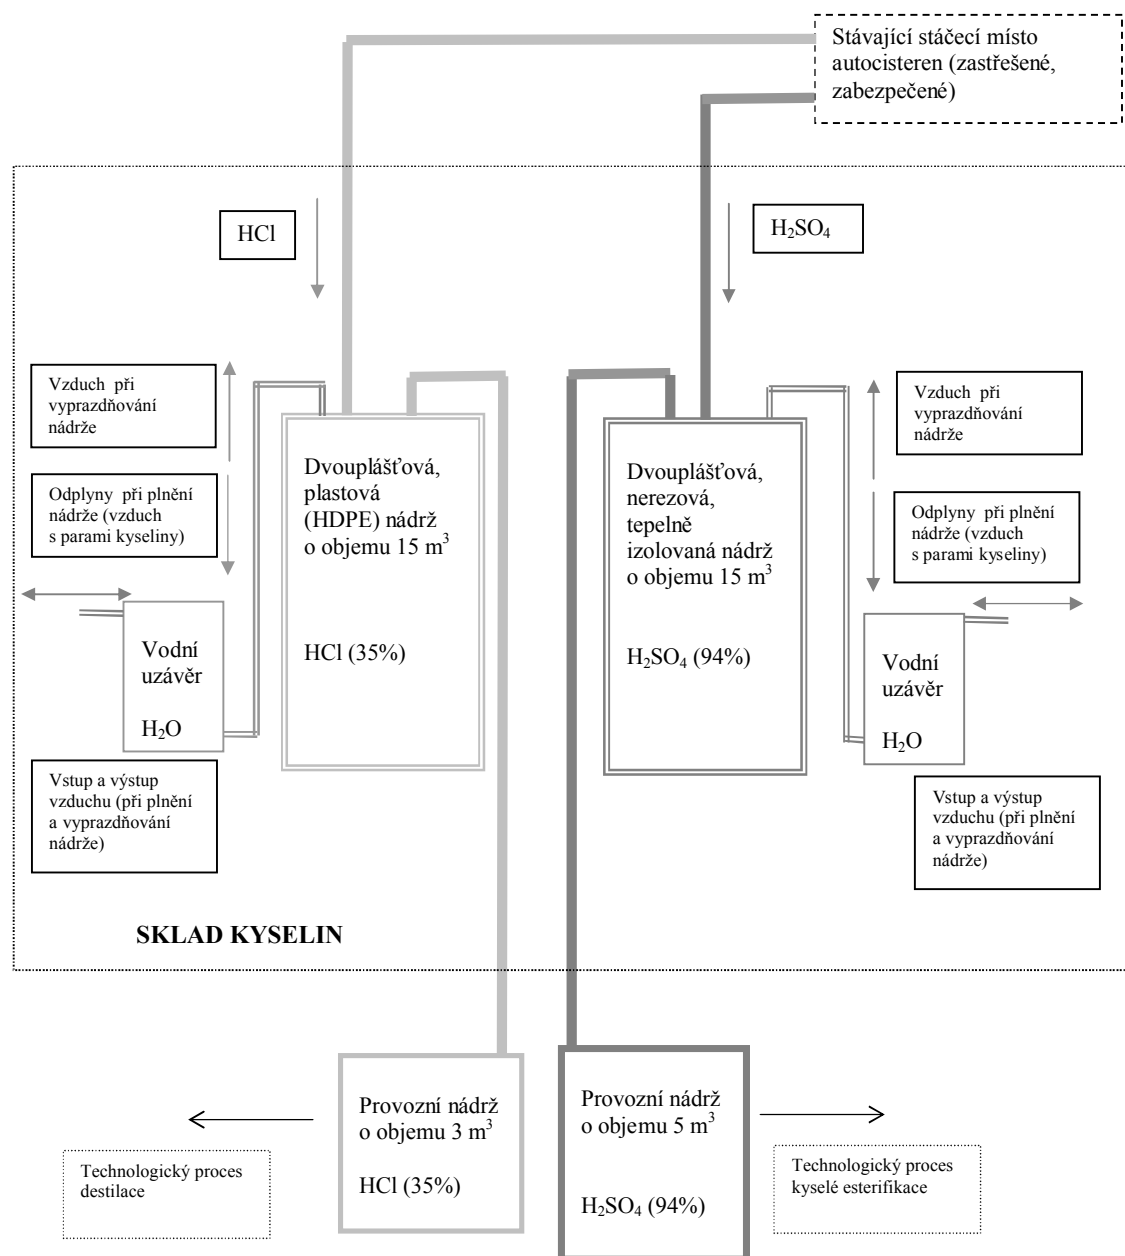 Stávající stáčecí místo
autocisteren (zastřešené,
zabezpečené)
HCl
H₂SO₄
Vzduch při
vyprazdňování
nádrže
Odplyny při plnění
nádrže (vzduch
s parami kyseliny)
Dvouplášťová,
plastová
(HDPE) nádrž
o objemu 15 m³
HCl (35%)
Dvouplášťová,
nerezová,
tepelně
izolovaná nádrž
o objemu 15 m³
H₂SO₄ (94%)
Vzduch při
vyprazdňování
nádrže
Odplyny při plnění
nádrže (vzduch
s parami kyseliny)
Vodní
uzávěr
H₂O
Vodní
uzávěr
H₂O
Vstup a výstup
vzduchu (při plnění
a vyprazdňování
nádrže)
Vstup a výstup
vzduchu (při plnění
a vyprazdňování
nádrže)
SKLAD KYSELIN
Provozní nádrž
o objemu 3 m³
HCl (35%)
Provozní nádrž
o objemu 5 m³
H₂SO₄ (94%)
Technologický proces
destilace
Technologický proces
kyselé esterifikace